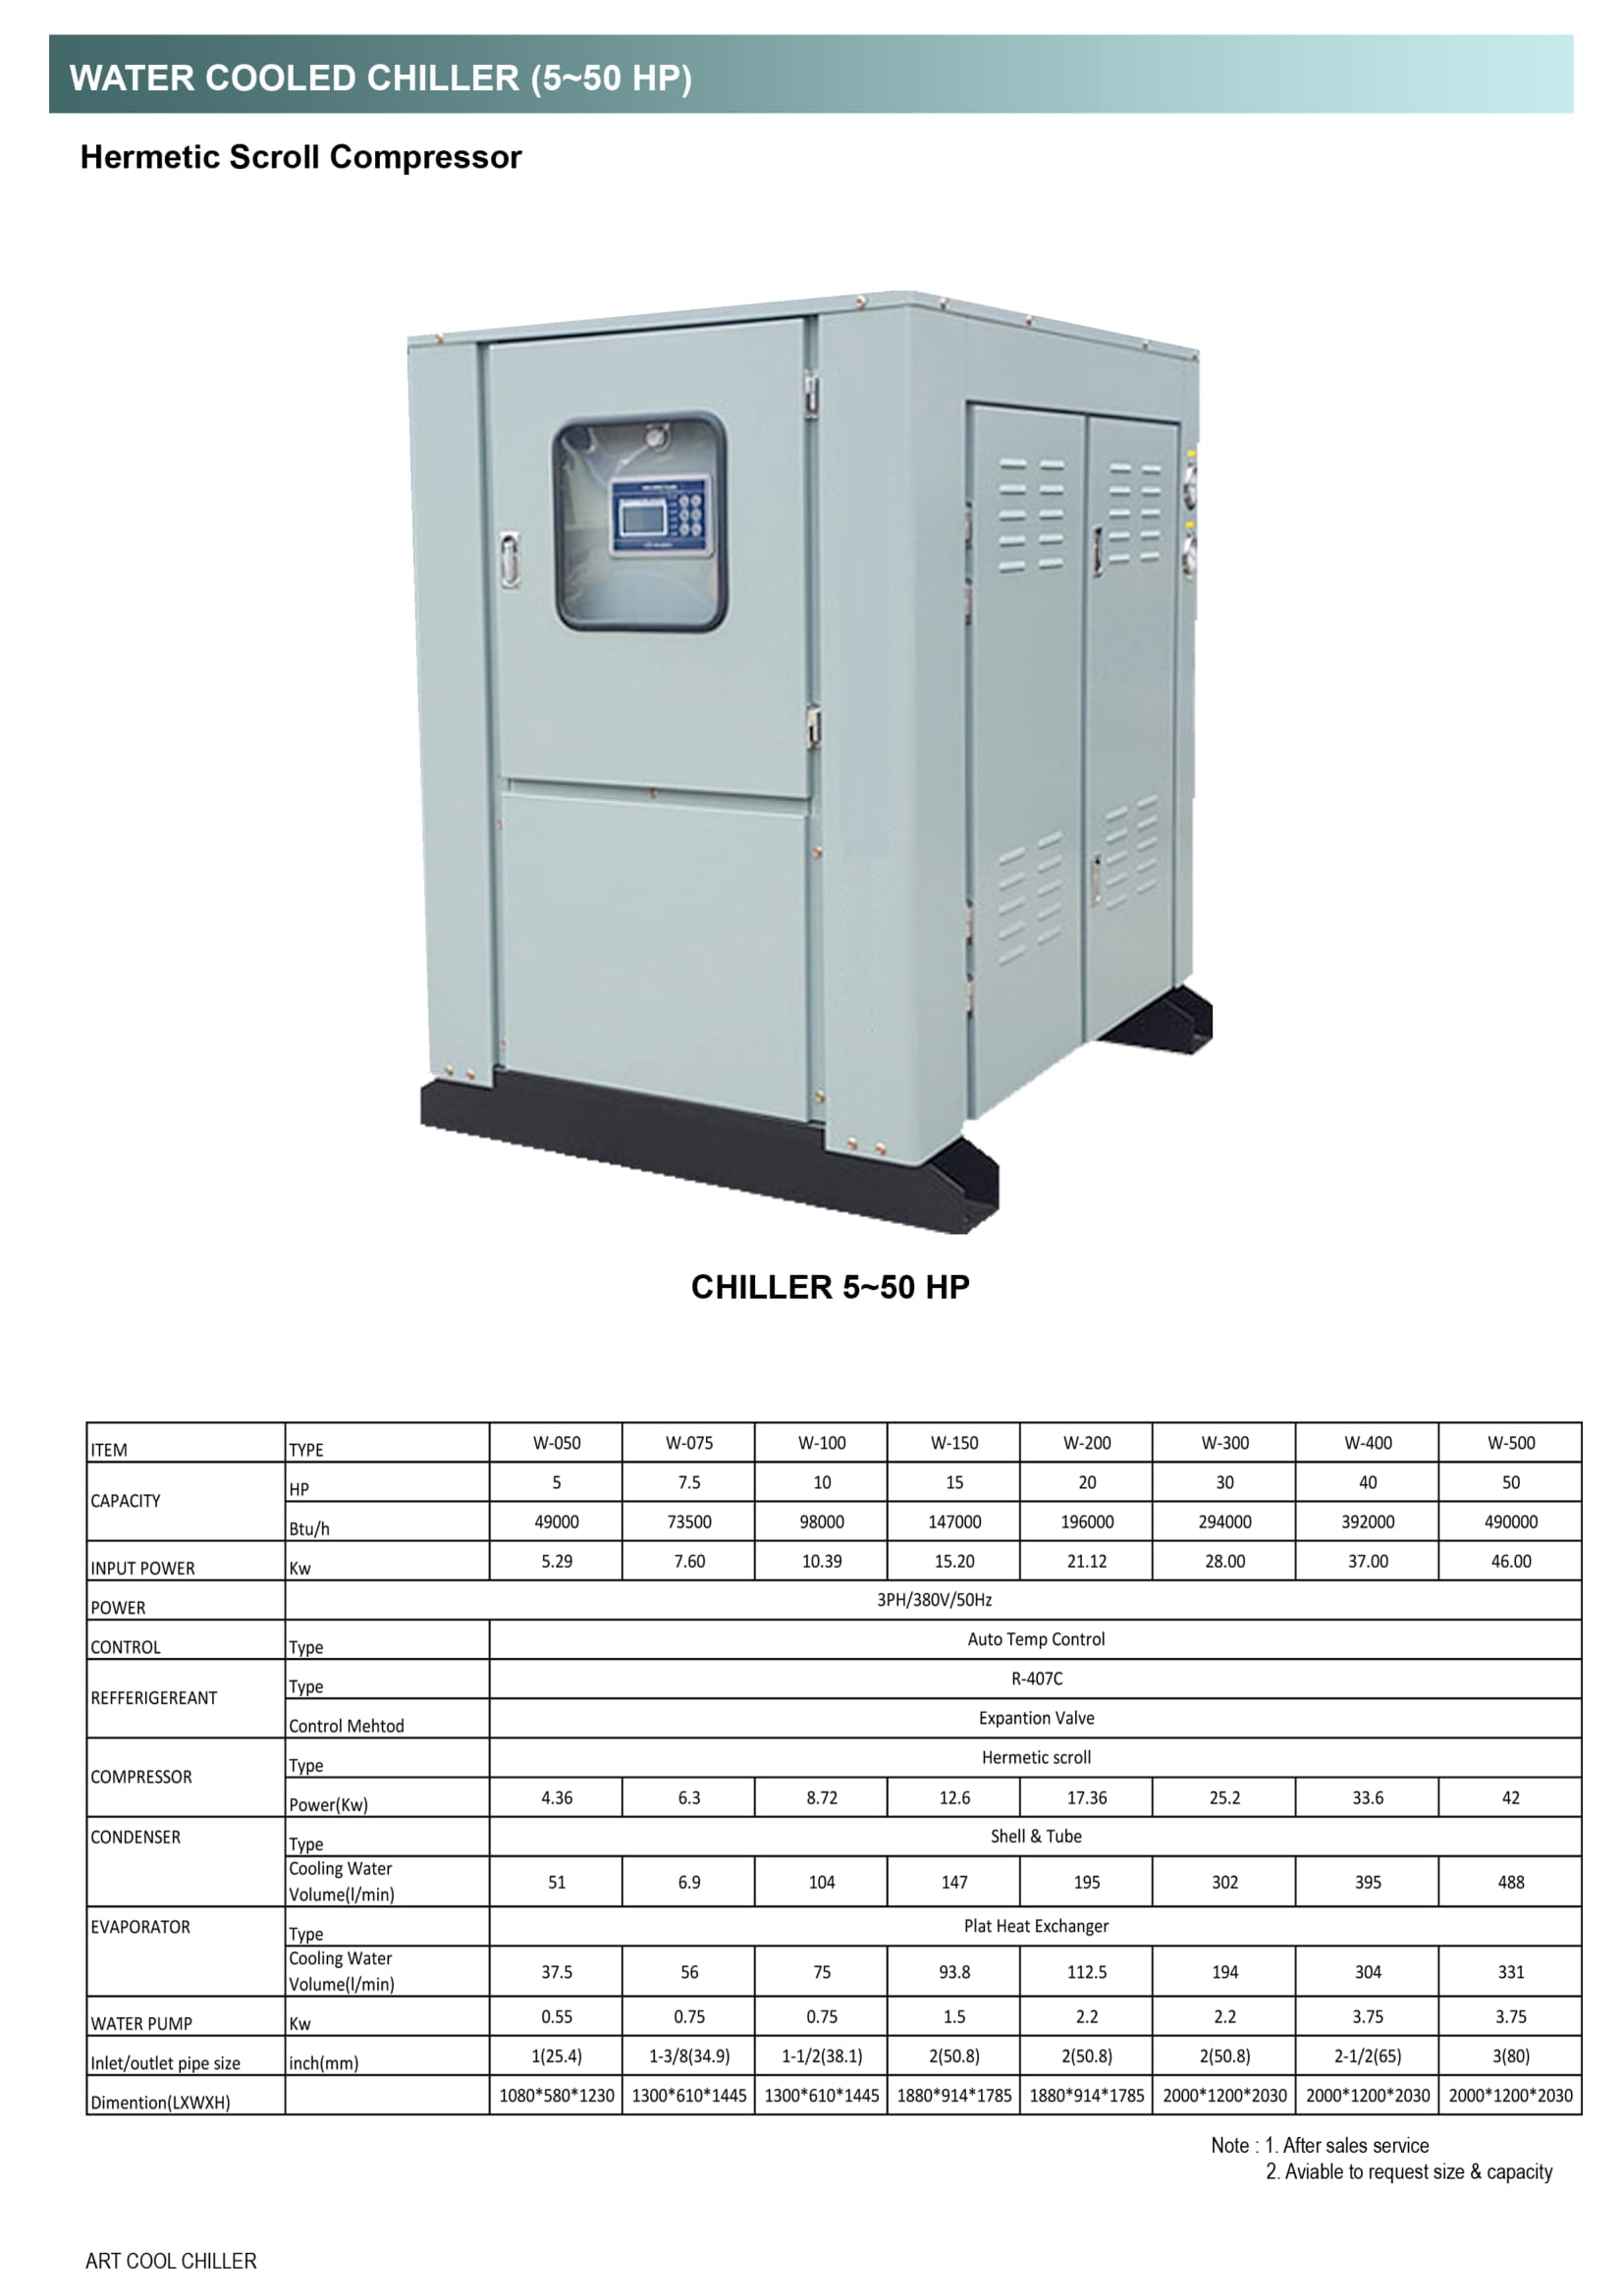 WATER COOLED CHILLER (5~50 HP)
Hermetic Scroll Compressor
CHILLER 5~50 HP
ITEM TYPE W-050 W-075 W-100 W-150 W-200 W-300 W-400 W-500
CAPACITY HP 5 7.5 10 15 20 30 40 50
Btu/h 49000 73500 98000 147000 196000 294000 392000 490000
INPUT POWER Kw 5.29 7.60 10.39 15.20 21.12 28.00 37.00 46.00
POWER 3PH/380V/50Hz
CONTROL Type Auto Temp Control
REFFERIGEREANT Type R-407C
Control Mehtod Expantion Valve
COMPRESSOR Type Hermetic scroll
Power(Kw) 4.36 6.3 8.72 12.6 17.36 25.2 33.6 42
CONDENSER Type Shell & Tube
Cooling Water
Volume(l/min) 51 6.9 104 147 195 302 395 488
EVAPORATOR Type Plat Heat Exchanger
Cooling Water
Volume(l/min) 37.5 56 75 93.8 112.5 194 304 331
WATER PUMP Kw 0.55 0.75 0.75 1.5 2.2 2.2 3.75 3.75
Inlet/outlet pipe size inch(mm) 1(25.4) 1-3/8(34.9) 1-1/2(38.1) 2(50.8) 2(50.8) 2(50.8) 2-1/2(65) 3(80)
Dimention(LXWXH) 1080*580*1230 1300*610*1445 1300*610*1445 1880*914*1785 1880*914*1785 2000*1200*2030 2000*1200*2030 2000*1200*2030
Note : 1. After sales service
2. Aviable to request size & capacity
ART COOL CHILLER